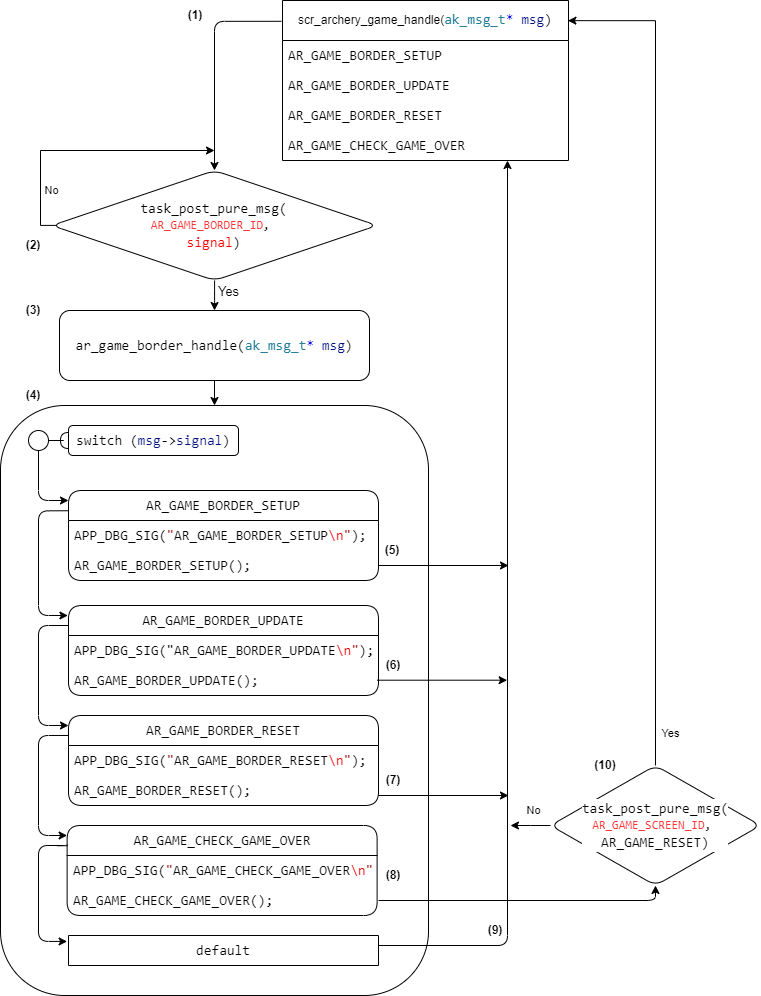 (1)
scr_archery_game_handle(ak_msg_t* msg)
AR_GAME_BORDER_SETUP
AR_GAME_BORDER_UPDATE
AR_GAME_BORDER_RESET
AR_GAME_CHECK_GAME_OVER
No
(2)
task_post_pure_msg(
AR_GAME_BORDER_ID,
signal)
Yes
(3)
ar_game_border_handle(ak_msg_t* msg)
(4)
switch (msg->signal)
AR_GAME_BORDER_SETUP
APP_DBG_SIG("AR_GAME_BORDER_SETUP\n");
AR_GAME_BORDER_SETUP();
(5)
AR_GAME_BORDER_UPDATE
APP_DBG_SIG("AR_GAME_BORDER_UPDATE\n");
AR_GAME_BORDER_UPDATE();
(6)
AR_GAME_BORDER_RESET
APP_DBG_SIG("AR_GAME_BORDER_RESET\n");
AR_GAME_BORDER_RESET();
(7)
AR_GAME_CHECK_GAME_OVER
APP_DBG_SIG("AR_GAME_CHECK_GAME_OVER\n"
AR_GAME_CHECK_GAME_OVER();
(8)
default
(9)
(10)
Yes
No
task_post_pure_msg(
AR_GAME_SCREEN_ID,
AR_GAME_RESET)